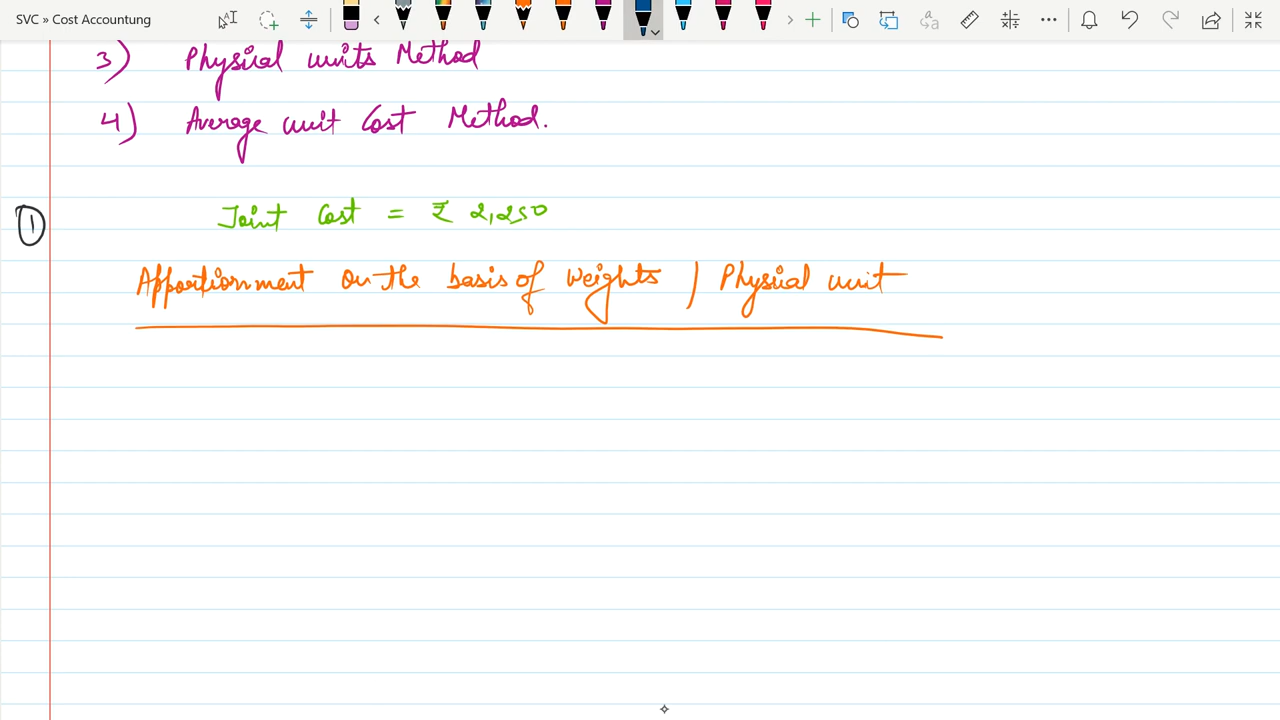 SVC » Cost Accountung
3) Physical units Method
4) Average unit Cost Method.
① Joint Cost = ₹ 2,250
Apportionment on the basis of weights / Physical unit